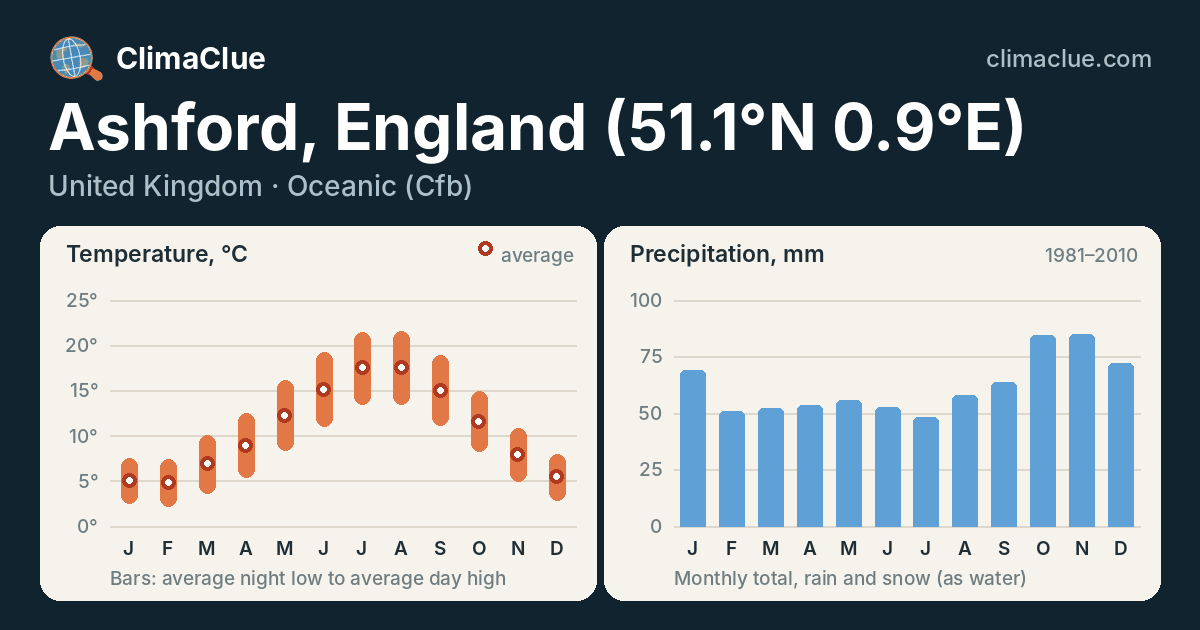 ClimaClue
climaclue.com
Ashford, England (51.1°N 0.9°E)
United Kingdom · Oceanic (Cfb)
Temperature, °C
average
25°
20°
15°
10°
5°
0°
J F M A M J J A S O N D
Bars: average night low to average day high
Precipitation, mm
1981–2010
100
75
50
25
0
J F M A M J J A S O N D
Monthly total, rain and snow (as water)